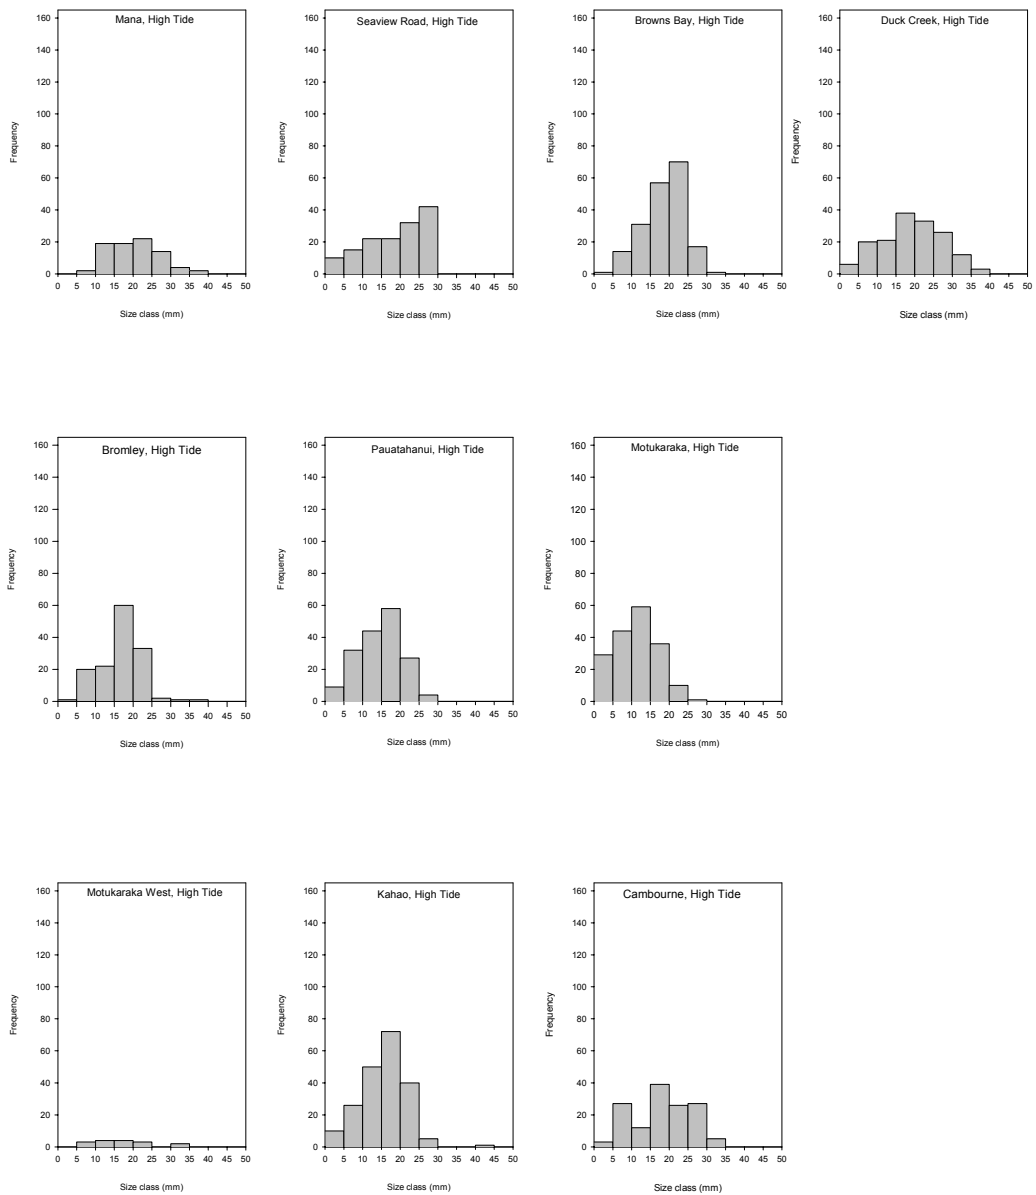 Mana, High Tide
160
140
120
100
80
60
40
20
0
Frequency
0 5 10 15 20 25 30 35 40 45 50
Size class (mm)
Seaview Road, High Tide
160
140
120
100
80
60
40
20
0
Frequency
0 5 10 15 20 25 30 35 40 45 50
Size class (mm)
Browns Bay, High Tide
160
140
120
100
80
60
40
20
0
Frequency
0 5 10 15 20 25 30 35 40 45 50
Size class (mm)
Duck Creek, High Tide
160
140
120
100
80
60
40
20
0
Frequency
0 5 10 15 20 25 30 35 40 45 50
Size class (mm)
Bromley, High Tide
160
140
120
100
80
60
40
20
0
Frequency
0 5 10 15 20 25 30 35 40 45 50
Size class (mm)
Pauatahanui, High Tide
160
140
120
100
80
60
40
20
0
Frequency
0 5 10 15 20 25 30 35 40 45 50
Size class (mm)
Motukaraka, High Tide
160
140
120
100
80
60
40
20
0
Frequency
0 5 10 15 20 25 30 35 40 45 50
Size class (mm)
Motukaraka West, High Tide
160
140
120
100
80
60
40
20
0
Frequency
0 5 10 15 20 25 30 35 40 45 50
Size class (mm)
Kahao, High Tide
160
140
120
100
80
60
40
20
0
Frequency
0 5 10 15 20 25 30 35 40 45 50
Size class (mm)
Cambourne, High Tide
160
140
120
100
80
60
40
20
0
Frequency
0 5 10 15 20 25 30 35 40 45 50
Size class (mm)